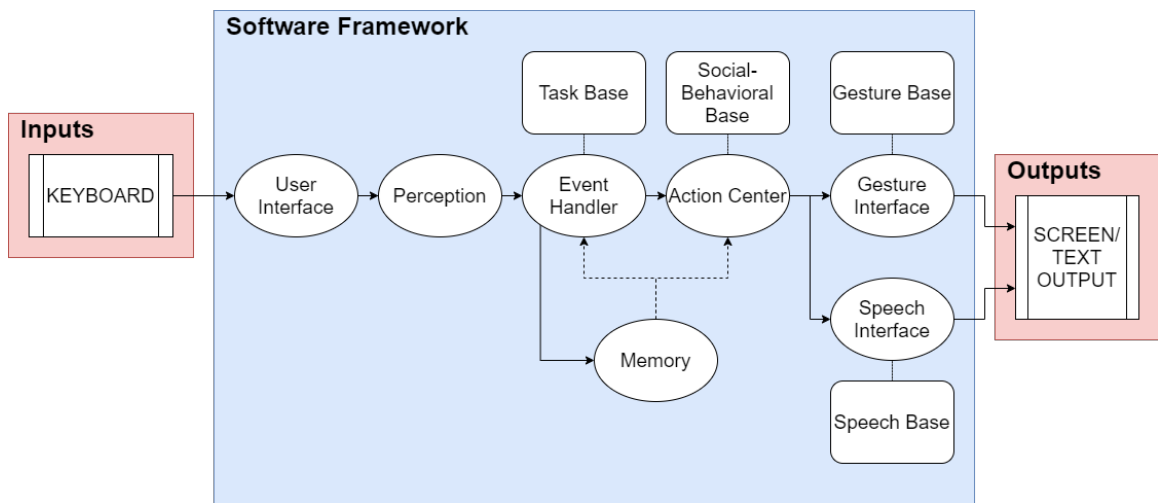 Software Framework
Inputs
KEYBOARD
User
Interface
Perception
Task Base
Event
Handler
Social-
Behavioral
Base
Action Center
Memory
Gesture Base
Gesture
Interface
Speech
Interface
Speech Base
Outputs
SCREEN/
TEXT
OUTPUT